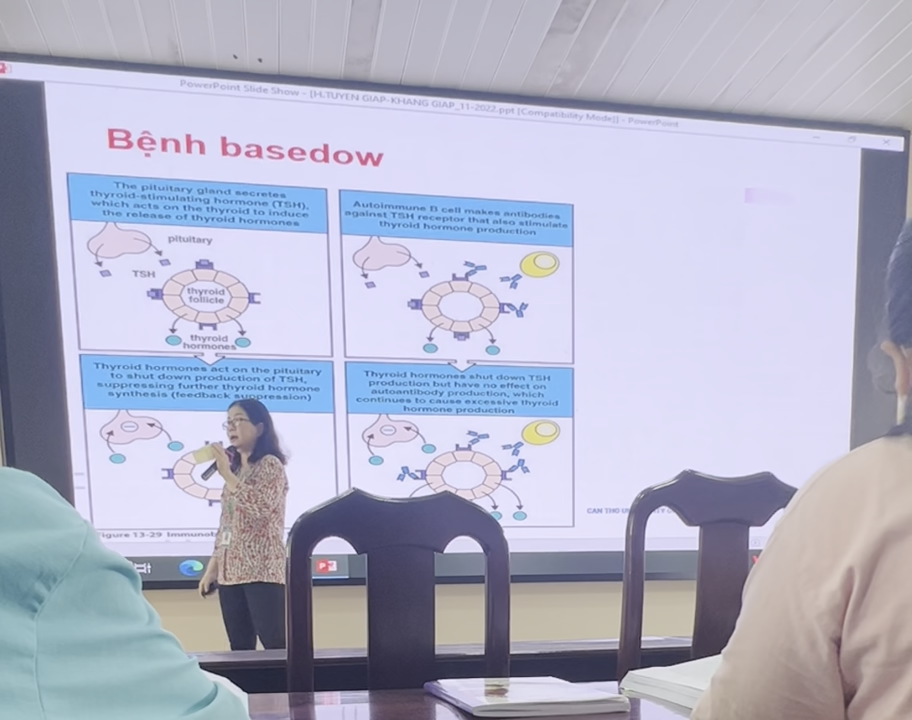 PowerPoint Slide Show - [H.TUYEN GIAP-KHANG GIAP_11-2022.ppt [Compatibility Mode]] - PowerPoint
Bệnh basedow
The pituitary gland secretes
thyroid-stimulating hormone (TSH),
which acts on the thyroid to induce
the release of thyroid hormones
pituitary
TSH
thyroid
follicle
thyroid
hormones
Autoimmune B cell makes antibodies
against TSH receptor that also stimulate
thyroid hormone production
Thyroid hormones act on the pituitary
to shut down production of TSH,
suppressing further thyroid hormone
synthesis (feedback suppression)
Thyroid hormones shut down TSH
production but have no effect on
autoantibody production, which
continues to cause excessive thyroid
hormone production
Figure 13-29
CAN THO